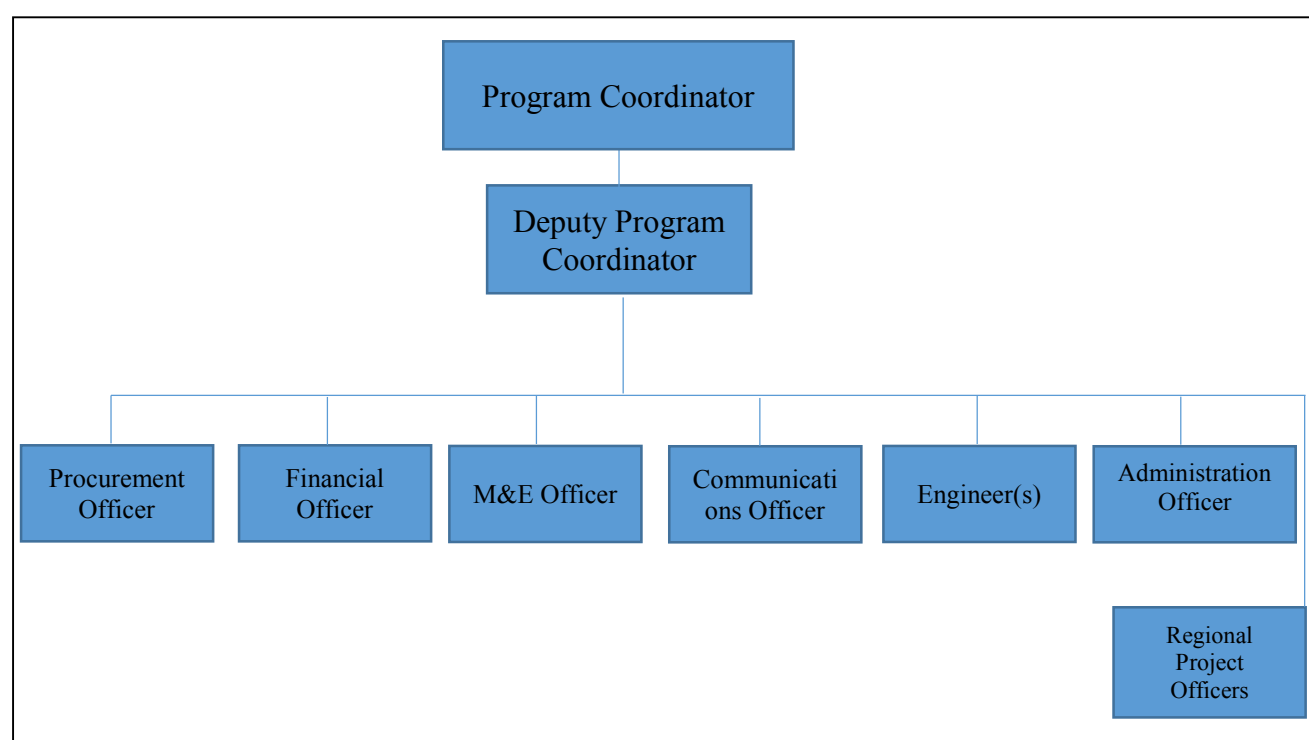 Program Coordinator
Deputy Program
Coordinator
Procurement
Officer
Financial
Officer
M&E Officer
Communicati
ons Officer
Engineer(s)
Administration
Officer
Regional
Project
Officers